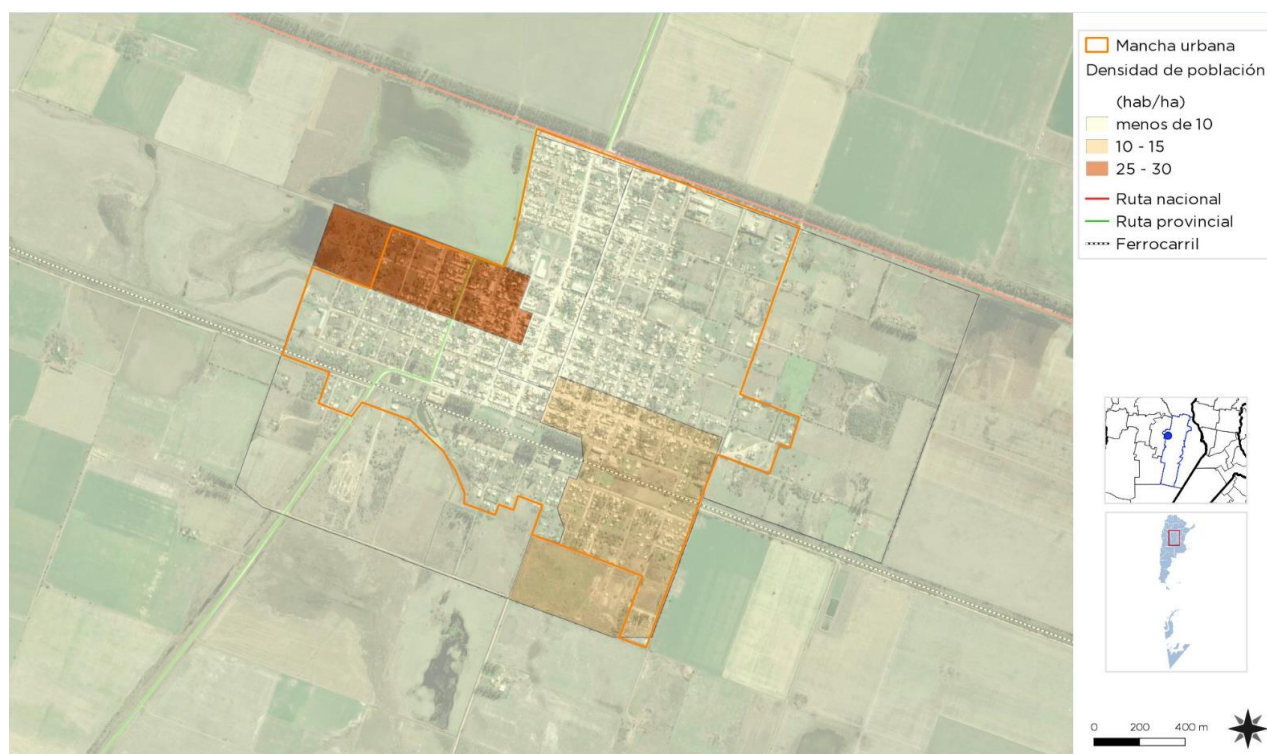 Mancha urbana
Densidad de población
(hab/ha)
menos de 10
10 - 15
25 - 30
Ruta nacional
Ruta provincial
Ferrocarril
0 200 400 m